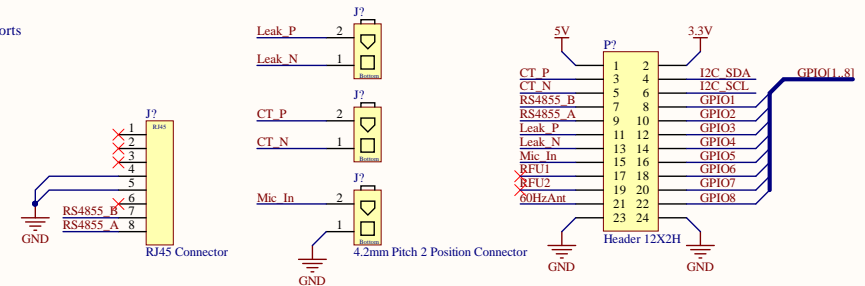 orts
J?
Leak_P
2
Leak_N
1
Bottom
J?
CT_P
2
CT_N
1
Bottom
J?
Mic_In
2
1
Bottom
GND
4.2mm Pitch 2 Position Connector
J?
RJ45
1
2
3
4
5
6
RS4855_B 7
RS4855_A 8
GND
RJ45 Connector
5V
P?
3.3V
1 2
CT_P 3 4 I2C_SDA
CT_N 5 6 I2C_SCL
RS4855_B 7 8 GPIO1
RS4855_A 9 10 GPIO2
Leak_P 11 12 GPIO3
Leak_N 13 14 GPIO4
Mic_In 15 16 GPIO5
RFU1 17 18 GPIO6
RFU2 19 20 GPIO7
60HzAnt 21 22 GPIO8
23 24
GPIO[1..8]
Header 12X2H
GND
GND